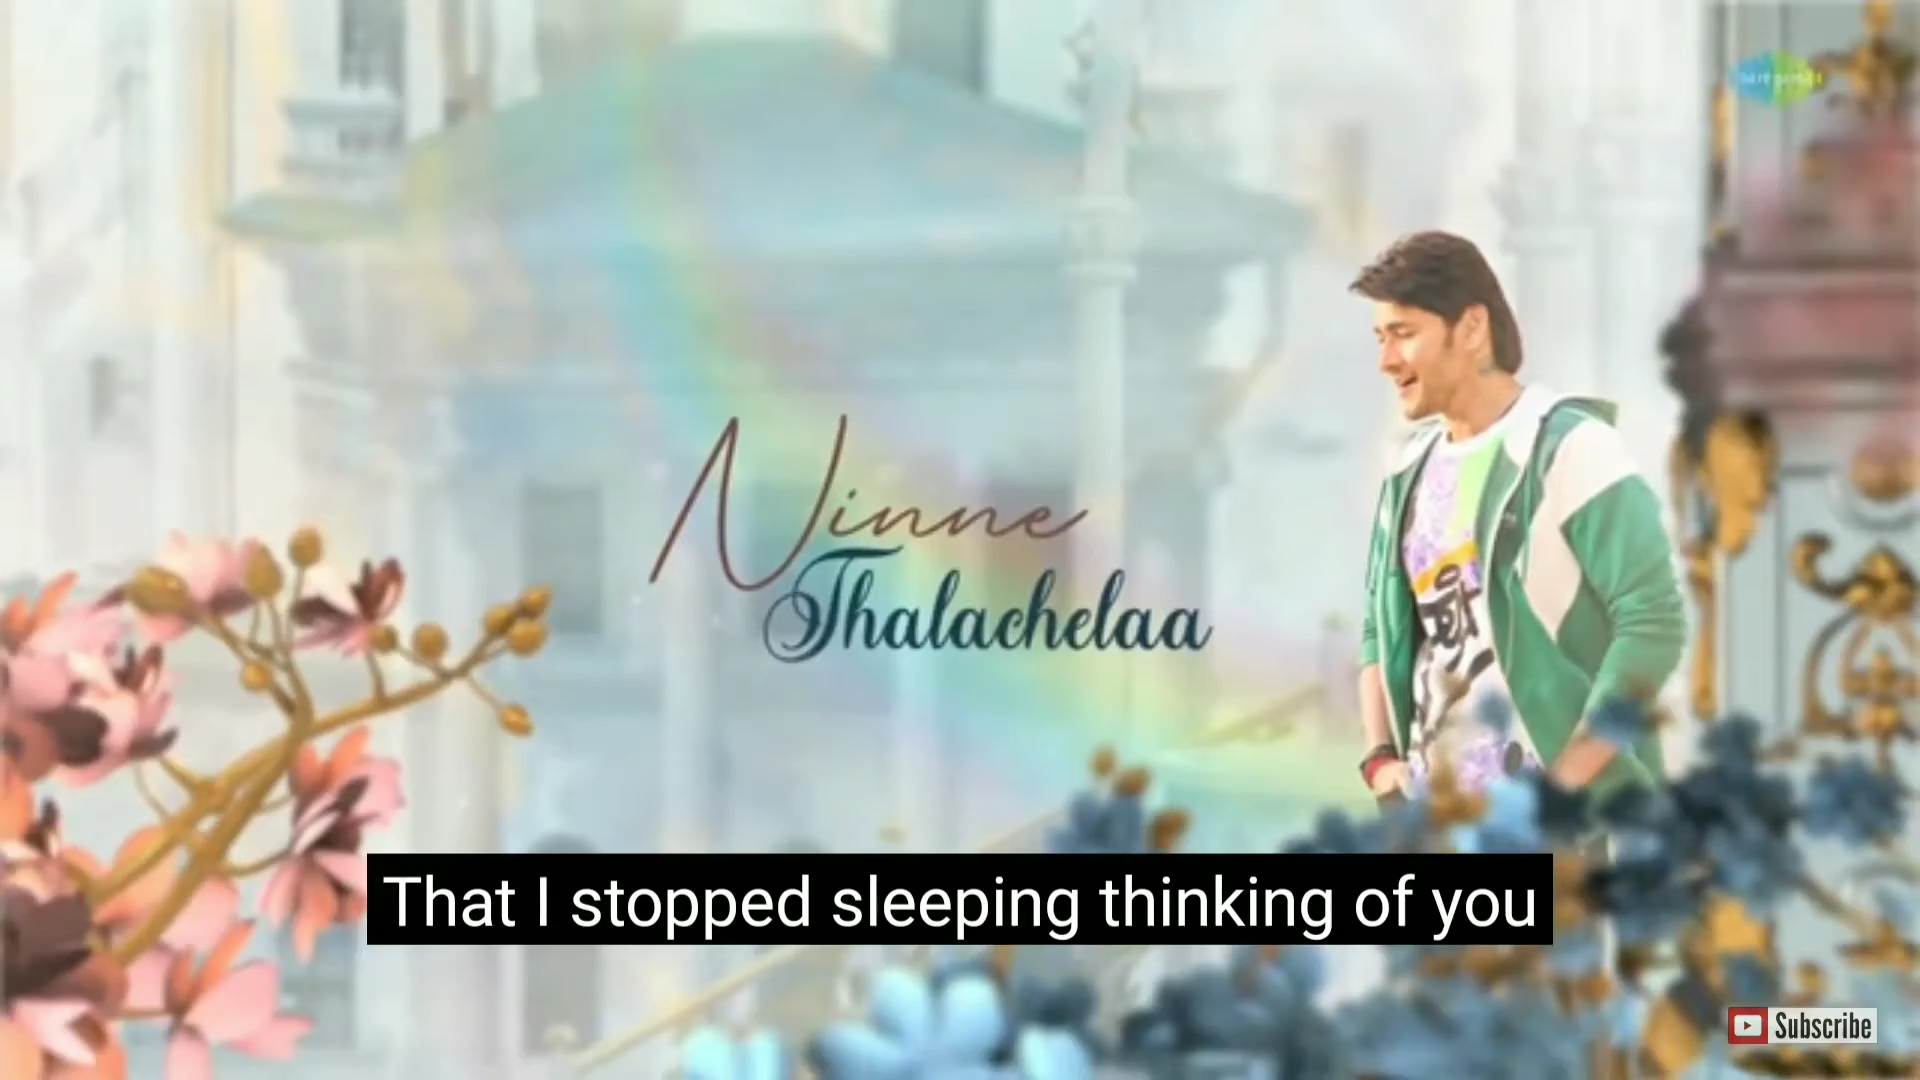 Ninne
Thalachelaa
That I stopped sleeping thinking of you
Subscribe